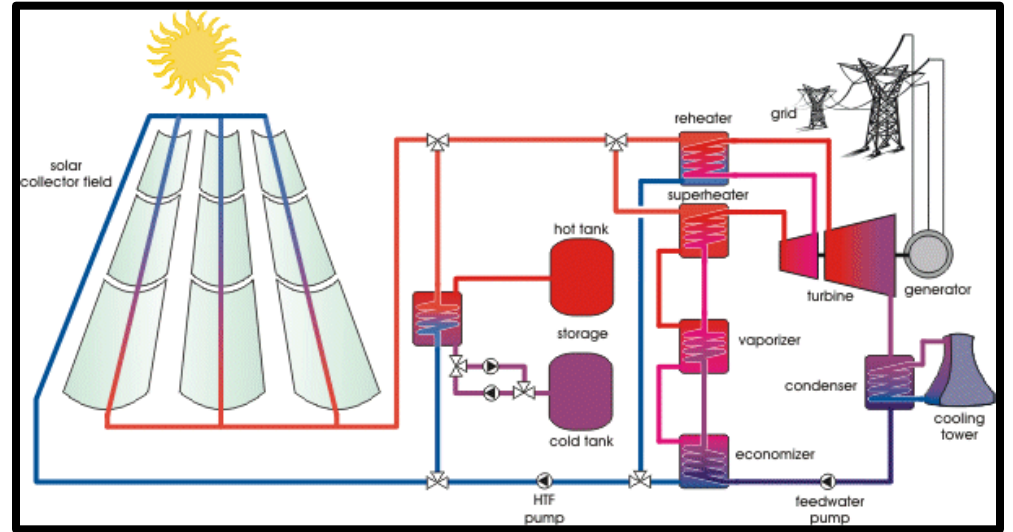 solar
collector field
reheater
grid
superheater
hot tank
storage
turbine
generator
vaporizer
condenser
cooling
tower
cold tank
economizer
HTF
pump
feedwater
pump